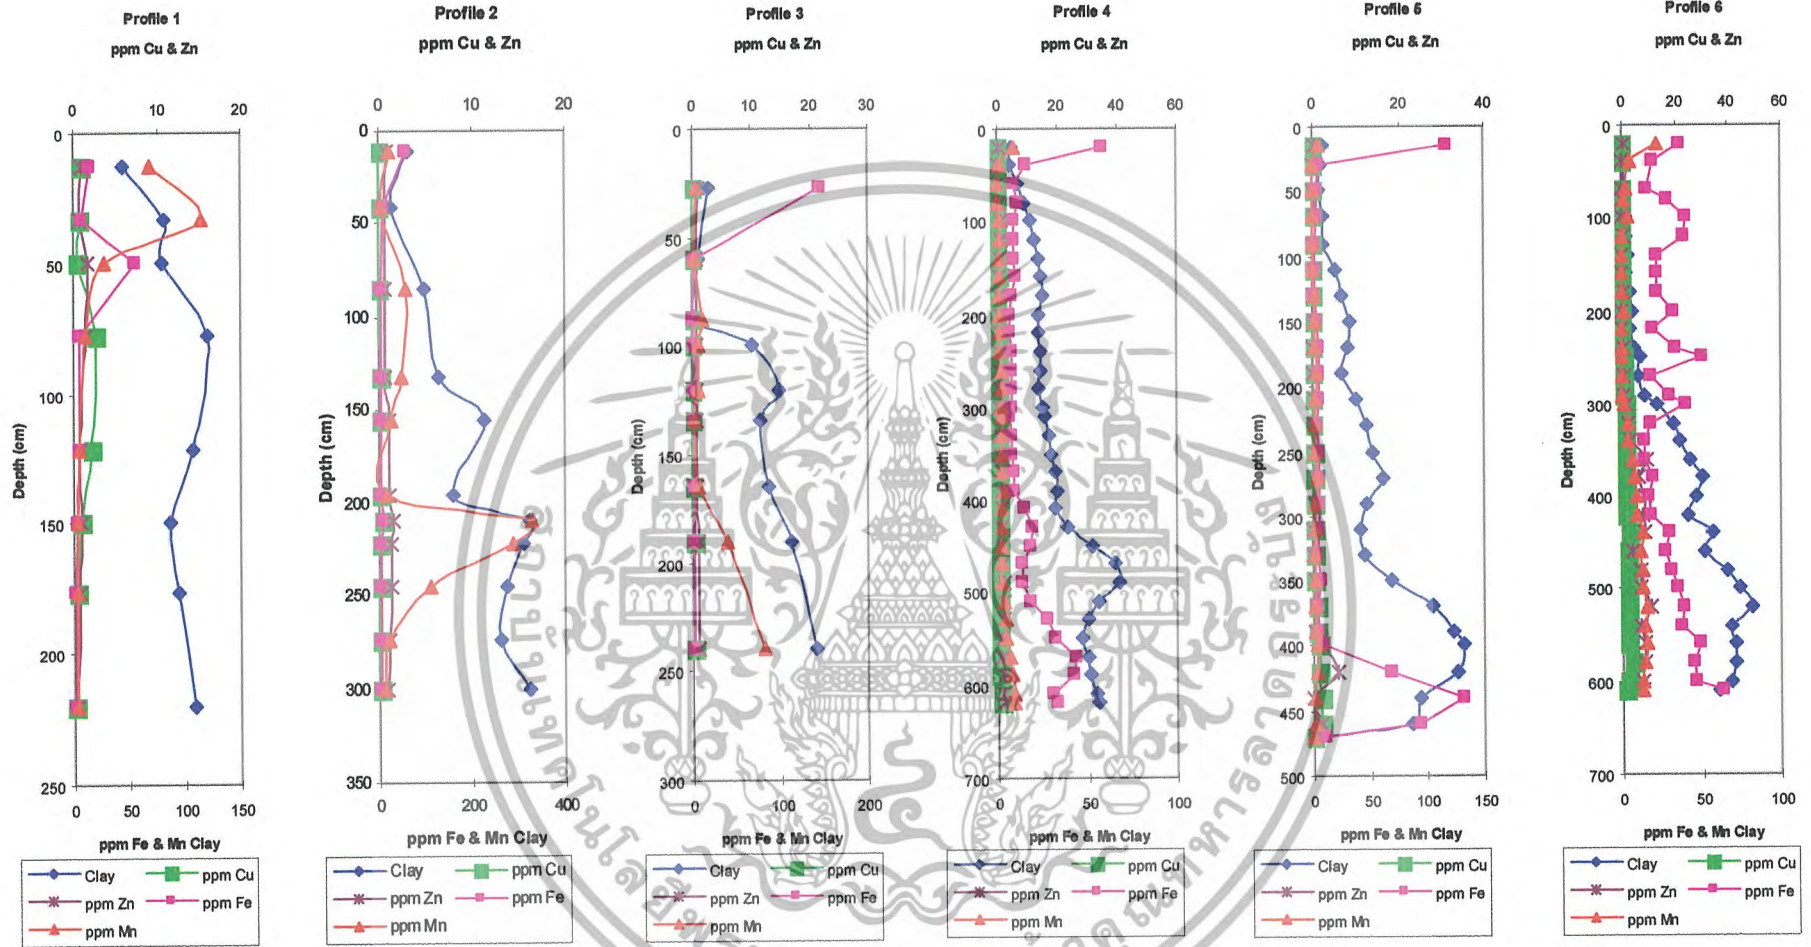 Profile 1
ppm Cu & Zn
0 10 20
0
50
100
150
200
250
Depth (cm)
0 50 100 150
ppm Fe & Mn Clay
Clay ppm Cu
ppm Zn ppm Fe
ppm Mn
Profile 2
ppm Cu & Zn
0 10 20
0
50
100
150
200
250
300
350
Depth (cm)
0 200 400
ppm Fe & Mn Clay
Clay ppm Cu
ppm Zn ppm Fe
ppm Mn
Profile 3
ppm Cu & Zn
0 10 20 30
0
50
100
150
200
250
300
Depth (cm)
0 100 200
ppm Fe & Mn Clay
Clay ppm Cu
ppm Zn ppm Fe
ppm Mn
Profile 4
ppm Cu & Zn
0 20 40 60
0
100
200
300
400
500
600
700
Depth (cm)
0 50 100
ppm Fe & Mn Clay
Clay ppm Cu
ppm Zn ppm Fe
ppm Mn
Profile 5
ppm Cu & Zn
0 20 40
0
50
100
150
200
250
300
350
400
450
500
Depth (cm)
0 50 100 150
ppm Fe & Mn Clay
Clay ppm Cu
ppm Zn ppm Fe
ppm Mn
Profile 6
ppm Cu & Zn
0 20 40 60
0
100
200
300
400
500
600
700
Depth (cm)
0 50 100
ppm Fe & Mn Clay
Clay ppm Cu
ppm Zn ppm Fe
ppm Mn